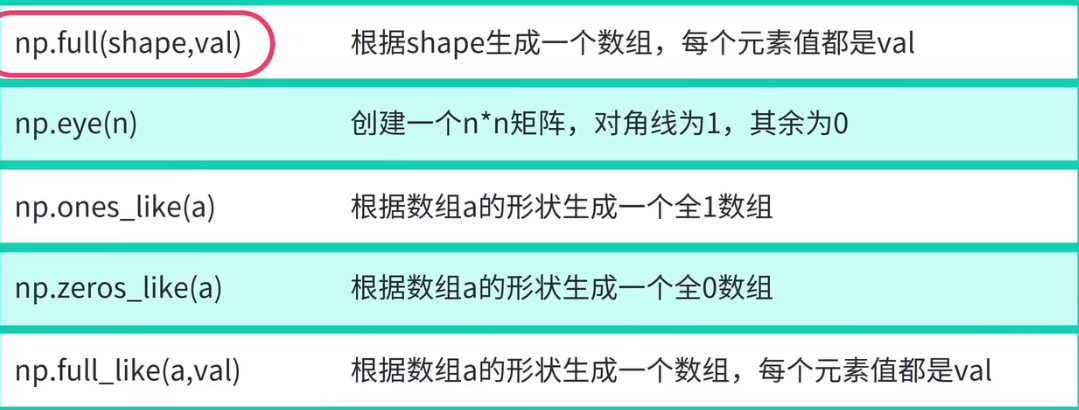 np.full(shape,val) 根据shape生成一个数组，每个元素值都是val
np.eye(n) 创建一个n*n矩阵，对角线为1，其余为0
np.ones_like(a) 根据数组a的形状生成一个全1数组
np.zeros_like(a) 根据数组a的形状生成一个全0数组
np.full_like(a,val) 根据数组a的形状生成一个数组，每个元素值都是val